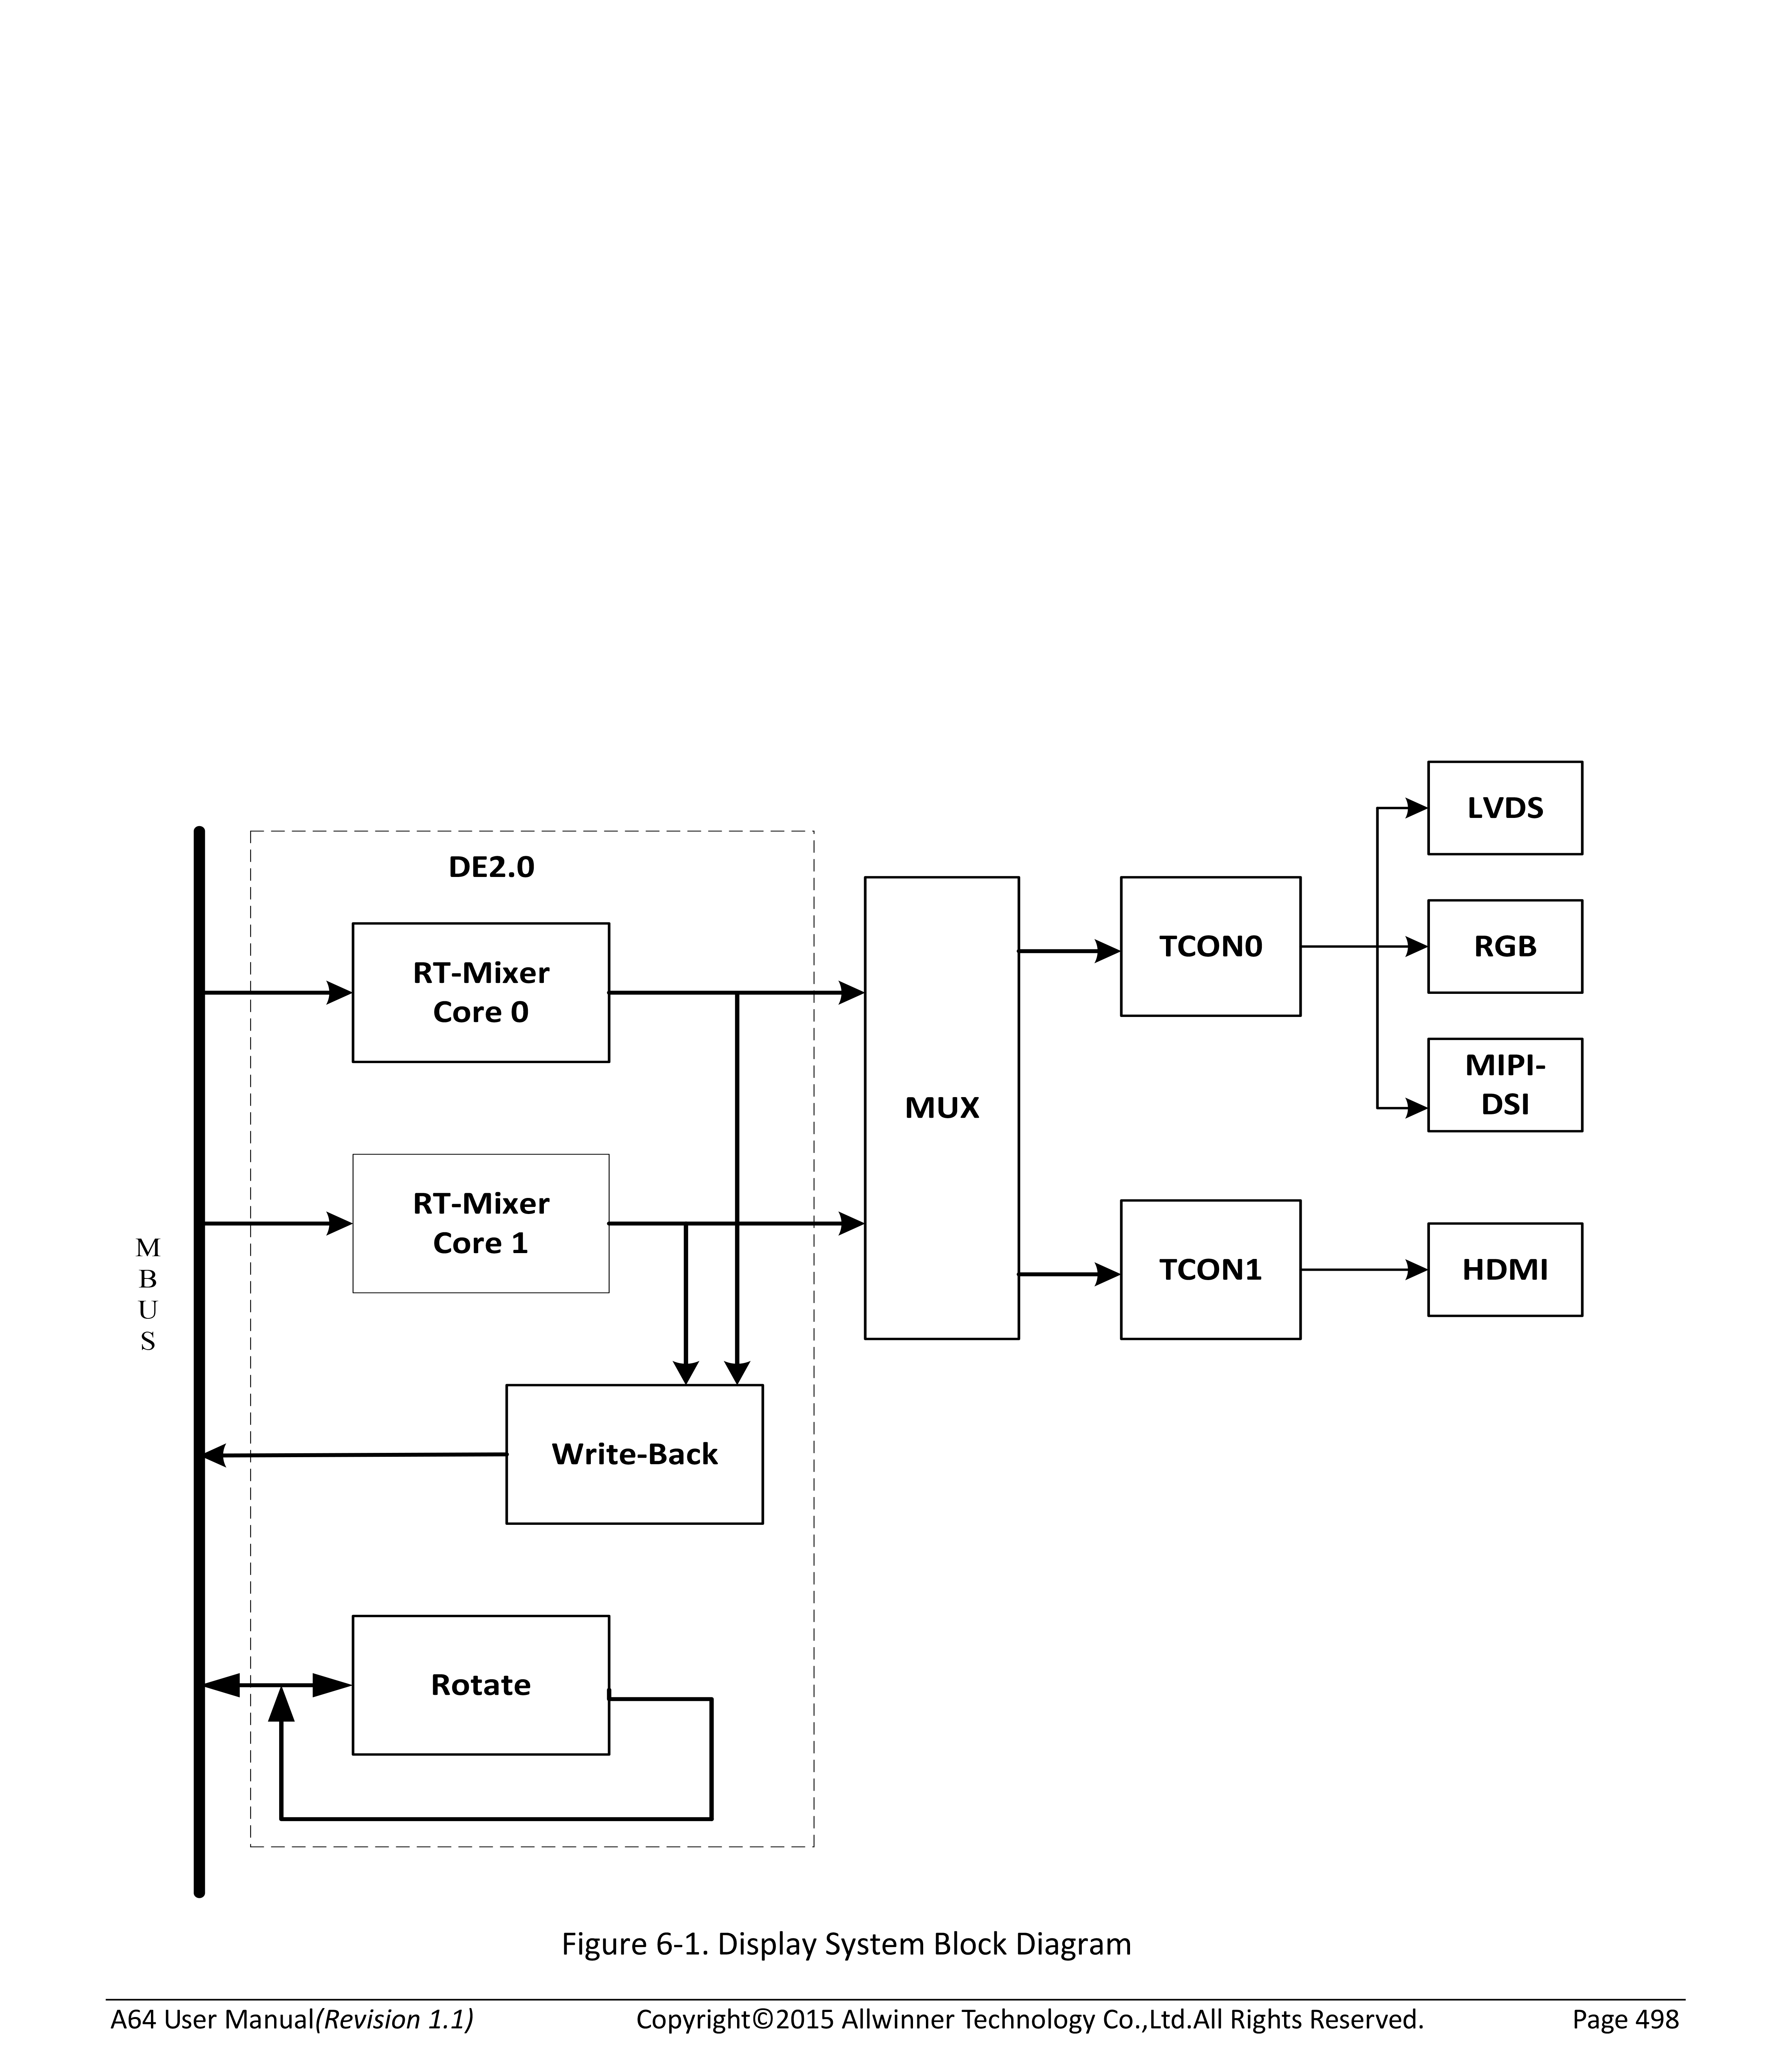 LVDS
DE2.0
RT-Mixer
Core 0
MUX
TCON0
RGB
MIPI-
DSI
RT-Mixer
Core 1
TCON1
HDMI
M
B
U
S
Write-Back
Rotate
Figure 6-1. Display System Block Diagram
A64 User Manual(Revision 1.1) Copyright©2015 Allwinner Technology Co.,Ltd.All Rights Reserved. Page 498